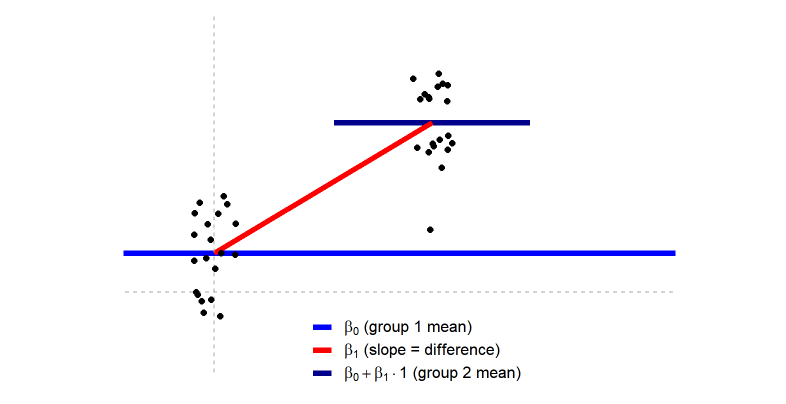 β₀ (group 1 mean)
β₁ (slope = difference)
β₀ + β₁ · 1 (group 2 mean)